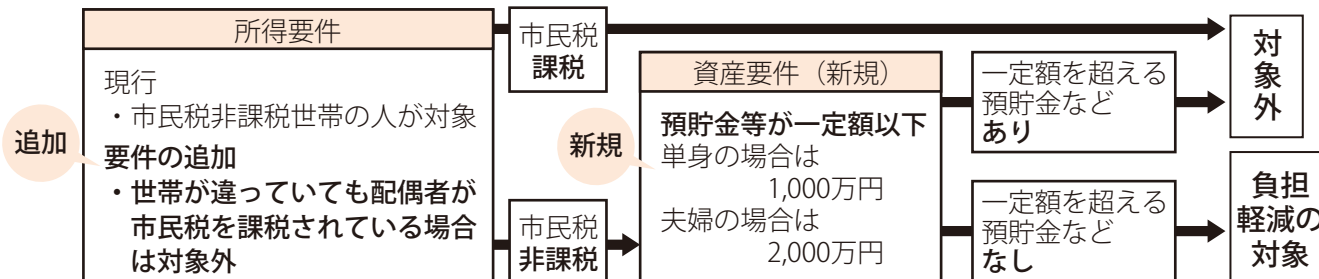 追加
所得要件
現行
・市民税非課税世帯の人が対象
要件の追加
・世帯が違っていても配偶者が
市民税を課税されている場合
は対象外
市民税
課税
市民税
非課税
新規
資産要件（新規）
預貯金等が一定額以下
単身の場合は
1,000万円
夫婦の場合は
2,000万円
一定額を超える
預貯金など
あり
一定額を超える
預貯金など
なし
対象外
負担
軽減の
対象